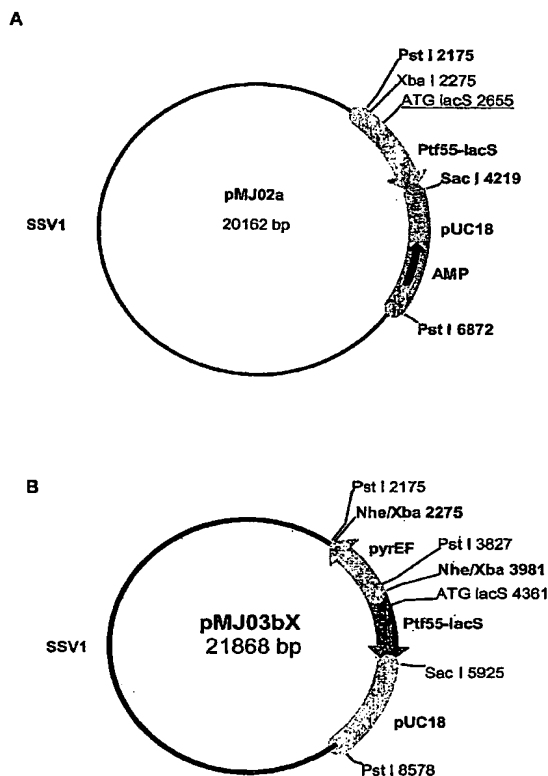 A
Pst I 2175
Xba I 2275
ATG lacS 2655
Ptf55-lacS
Sac I 4219
pMJ02a
20162 bp
SSV1
pUC18
AMP
Pst I 6872
B
Pst I 2175
Nhe/Xba 2275
pyrEF
Pst I 3827
Nhe/Xba 3981
ATG lacS 4361
Ptf55-lacS
pMJ03bX
21868 bp
SSV1
Sac I 5925
pUC18
Pst I 8578